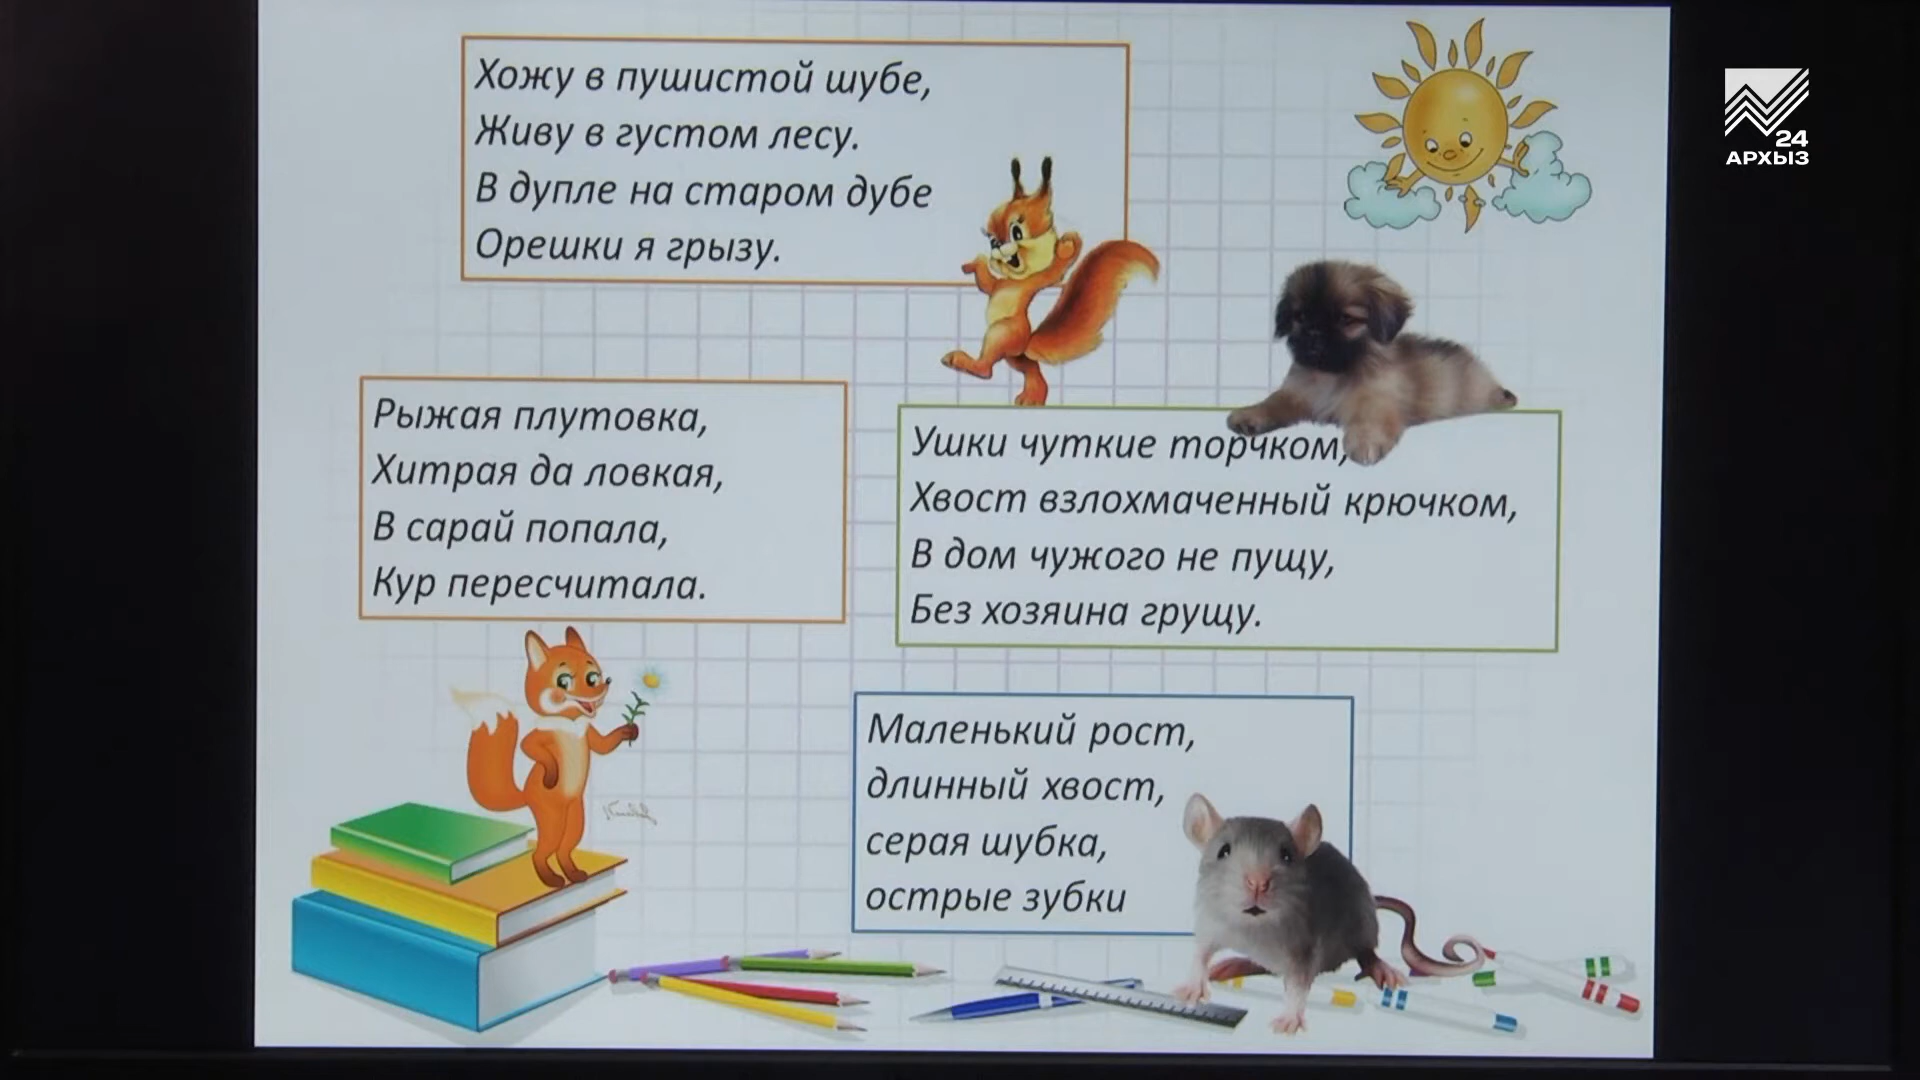 Хожу в пушистой шубе,
Живу в густом лесу.
В дупле на старом дубе
Орешки я грызу.
24
АРХЫЗ
Рыжая плутовка,
Хитрая да ловкая,
В сарай попала,
Кур пересчитала.
Ушки чуткие торчком,
Хвост взлохмаченный крючком,
В дом чужого не пущу,
Без хозяина грущу.
Маленький рост,
длинный хвост,
серая шубка,
острые зубки